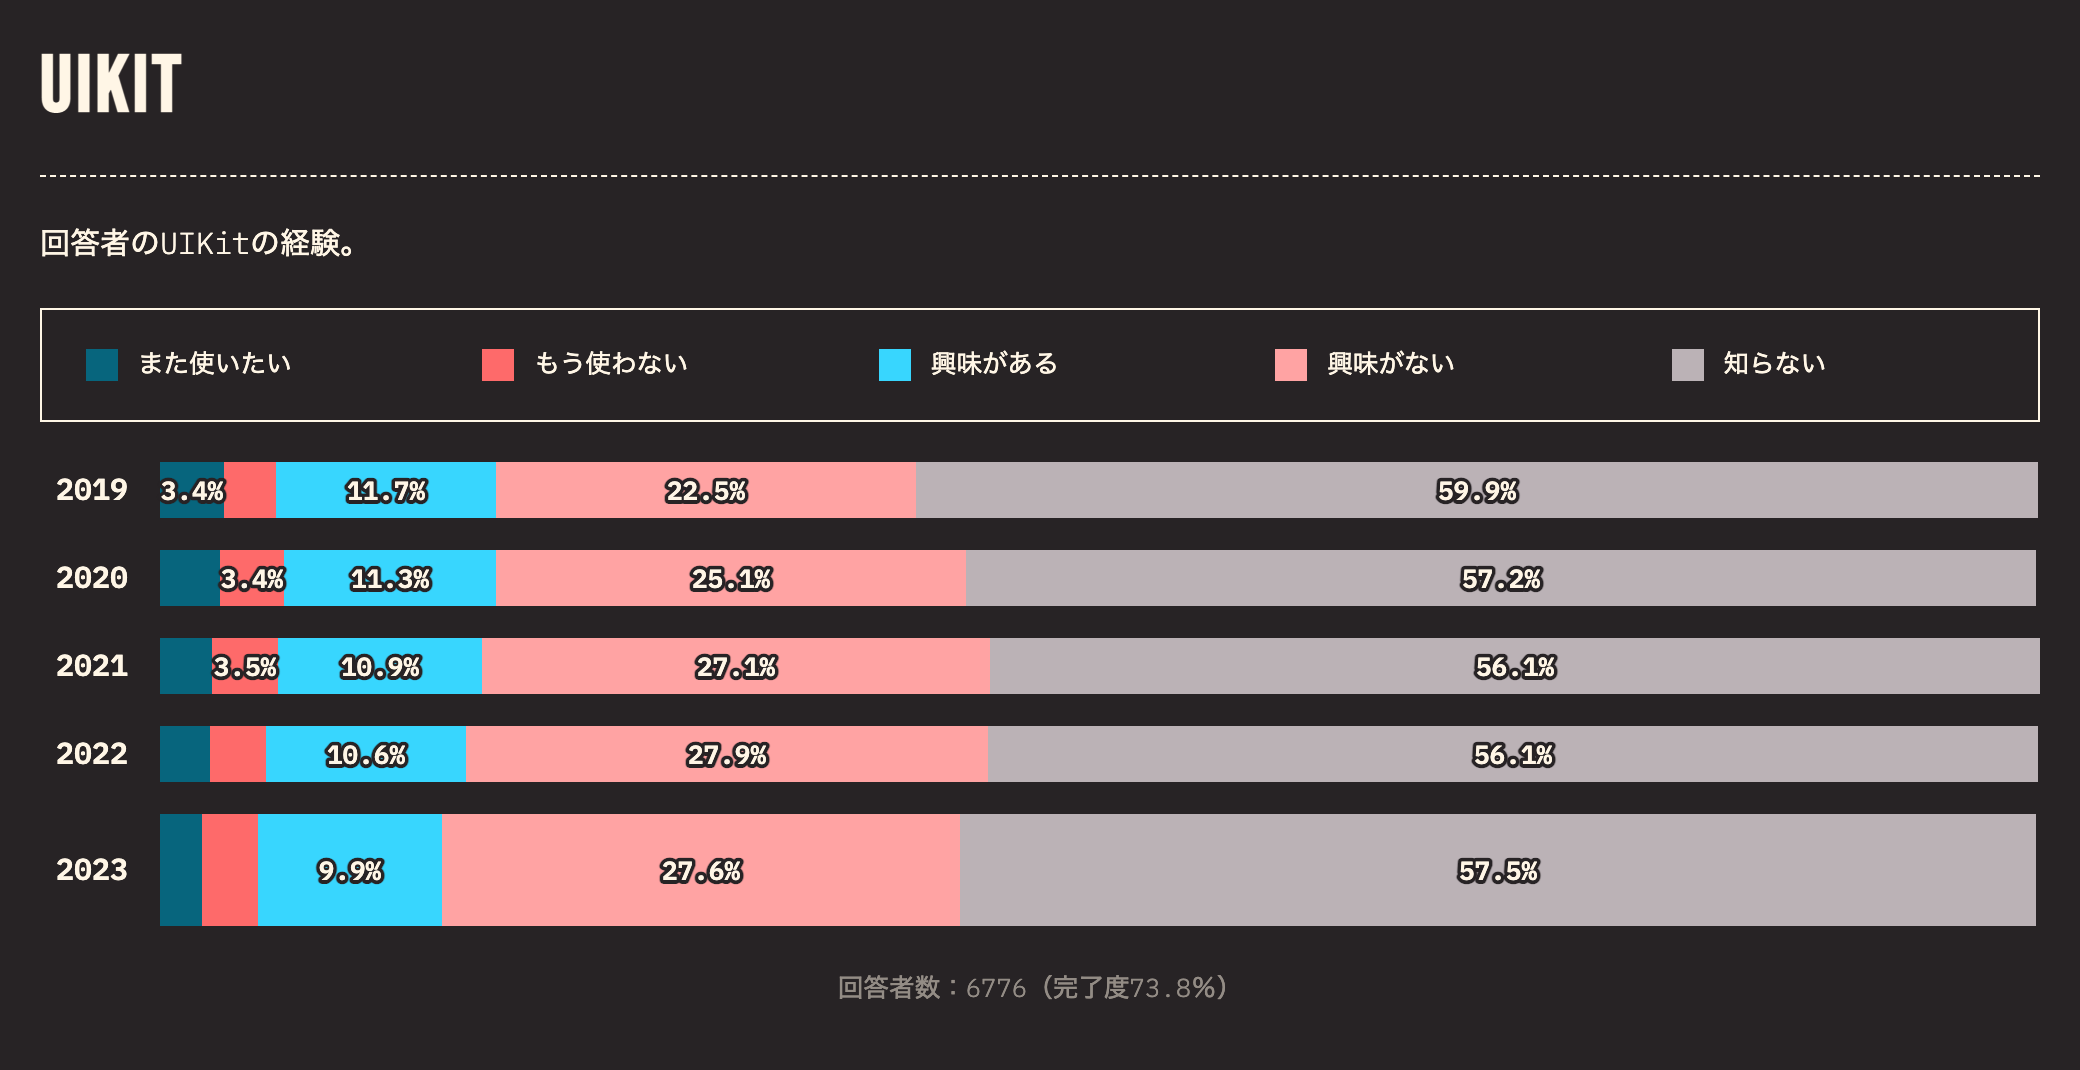 UIKIT
回答者のUIKitの経験。
また使いたい もう使わない 興味がある 興味がない 知らない
2019 3.4% 11.7% 22.5% 59.9%
2020 3.4% 11.3% 25.1% 57.2%
2021 3.5% 10.9% 27.1% 56.1%
2022 10.6% 27.9% 56.1%
2023 9.9% 27.6% 57.5%
回答者数：6776（完了度73.8%）